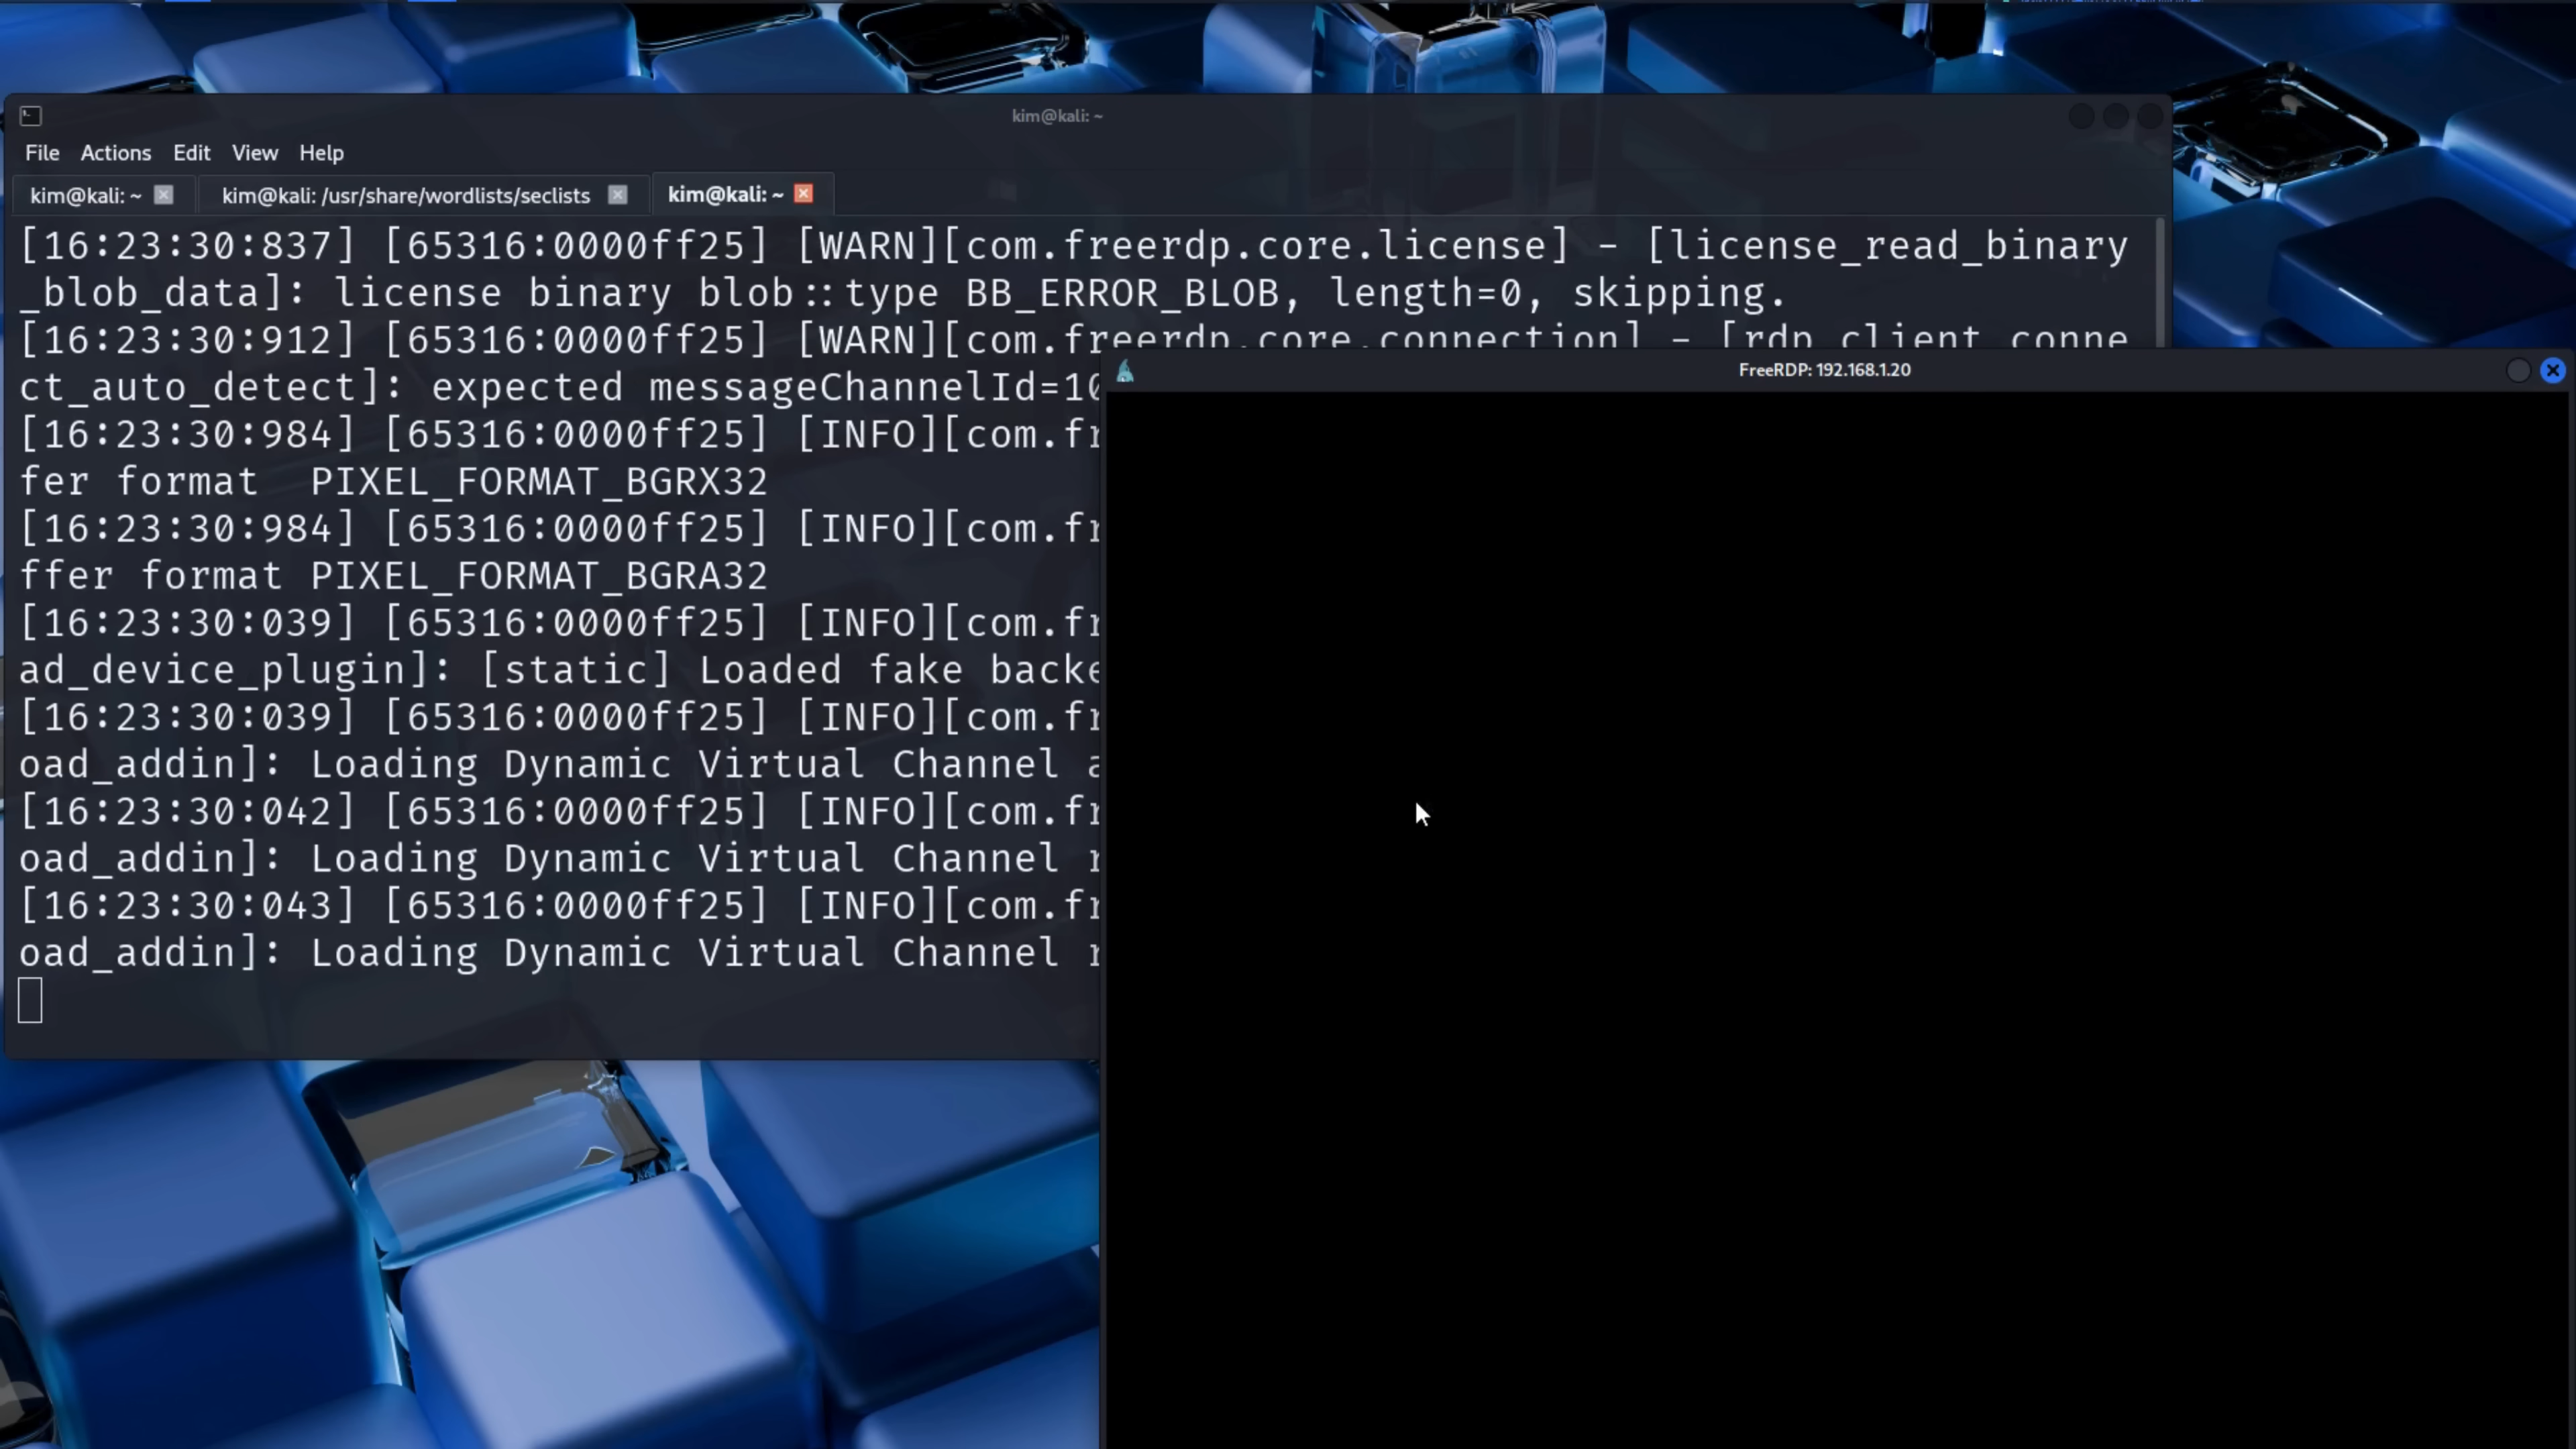 kim@kali: ~
File Actions Edit View Help
kim@kali: ~ kim@kali: /usr/share/wordlists/seclists kim@kali: ~
[16:23:30:837] [65316:0000ff25] [WARN][com.freerdp.core.license] - [license_read_binary
_blob_data]: license binary blob::type BB_ERROR_BLOB, length=0, skipping.
[16:23:30:912] [65316:0000ff25] [WARN][com.freerdp.core.connection] - [rdp_client_conne
ct_auto_detect]: expected messageChannelId=10
[16:23:30:984] [65316:0000ff25] [INFO][com.fr
fer format  PIXEL_FORMAT_BGRX32
[16:23:30:984] [65316:0000ff25] [INFO][com.fr
ffer format PIXEL_FORMAT_BGRA32
[16:23:30:039] [65316:0000ff25] [INFO][com.fr
ad_device_plugin]: [static] Loaded fake backe
[16:23:30:039] [65316:0000ff25] [INFO][com.fr
oad_addin]: Loading Dynamic Virtual Channel a
[16:23:30:042] [65316:0000ff25] [INFO][com.fr
oad_addin]: Loading Dynamic Virtual Channel r
[16:23:30:043] [65316:0000ff25] [INFO][com.fr
oad_addin]: Loading Dynamic Virtual Channel r
FreeRDP: 192.168.1.20